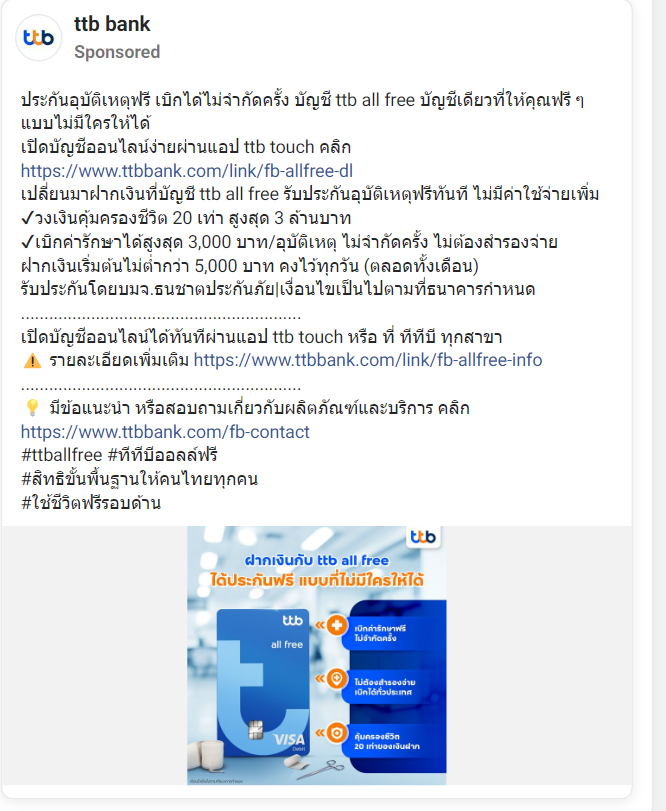 ttb bank
Sponsored
ประกันอุบัติเหตุฟรี เบิกได้ไม่จำกัดครั้ง บัญชี ttb all free บัญชีเดียวที่ให้คุณฟรี ๆ
แบบไม่มีใครให้ได้
เปิดบัญชีออนไลน์ง่ายผ่านแอป ttb touch คลิก
https://www.ttbbank.com/link/fb-allfree-dl
เปลี่ยนมาฝากเงินที่บัญชี ttb all free รับประกันอุบัติเหตุฟรีทันที ไม่มีค่าใช้จ่ายเพิ่ม
✓วงเงินคุ้มครองชีวิต 20 เท่า สูงสุด 3 ล้านบาท
✓เบิกค่ารักษาได้สูงสุด 3,000 บาท/อุบัติเหตุ ไม่จำกัดครั้ง ไม่ต้องสำรองจ่าย
ฝากเงินเริ่มต้นไม่ต่ำกว่า 5,000 บาท คงไว้ทุกวัน (ตลอดทั้งเดือน)
รับประกันโดยบมจ.ธนชาตประกันภัย|เงื่อนไขเป็นไปตามที่ธนาคารกำหนด
........................................................
เปิดบัญชีออนไลน์ได้ทันทีผ่านแอป ttb touch หรือ ที่ ทีทีบี ทุกสาขา
⚠️ รายละเอียดเพิ่มเติม https://www.ttbbank.com/link/fb-allfree-info
........................................................
💡 มีข้อแนะนำ หรือสอบถามเกี่ยวกับผลิตภัณฑ์และบริการ คลิก
https://www.ttbbank.com/fb-contact
#ttballfree #ทีทีบีออลล์ฟรี
#สิทธิขั้นพื้นฐานให้คนไทยทุกคน
#ใช้ชีวิตฟรีรอบด้าน
ttb
ฝากเงินกับ ttb all free
ได้ประกันฟรี แบบที่ไม่มีใครให้ได้
ttb
all free
VISA
Debit
เบิกค่ารักษาฟรี
ไม่จำกัดครั้ง
ไม่ต้องสำรองจ่าย
เบิกได้ทั่วประเทศ
คุ้มครองชีวิต
20 เท่าของเงินฝาก